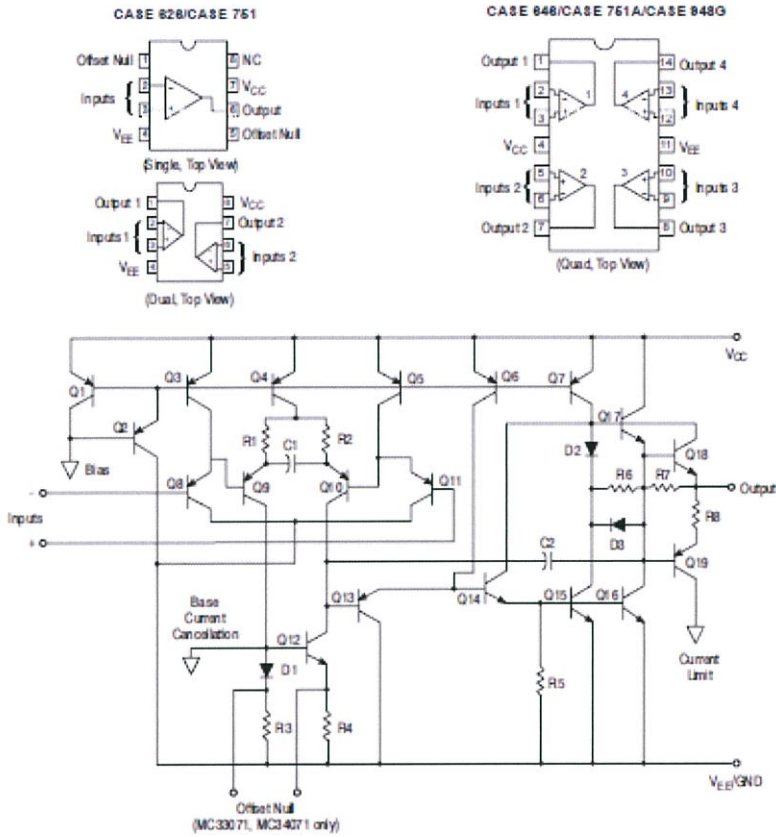 CASE 626/CASE 751
Offset Null 1
8 NC
Inputs { 2
3
7 VCC
6 Output
VEE 4
5 Offset Null
(Single, Top View)
Output 1 1
8 VCC
Inputs 1 { 2
3
7 Output 2
6
5 } Inputs 2
VEE 4
(Dual, Top View)
CASE 646/CASE 751A/CASE 948G
Output 1 1
14 Output 4
Inputs 1 { 2
3
1
4
13
12 } Inputs 4
VCC 4
11 VEE
Inputs 2 { 5
6
2
3
10
9 } Inputs 3
Output 2 7
8 Output 3
(Quad, Top View)
VCC
Q1
Q3
Q4
Q5
Q6
Q7
Q17
Q2
R1
C1
R2
D2
Q18
Bias
R6
R7
Output
-
Inputs
+
Q8
Q9
Q10
Q11
D3
R8
C2
Q19
Base
Current
Cancellation
Q13
Q14
Q15
Q16
Q12
D1
R5
Current
Limit
R3
R4
VEE/GND
Offset Null
(MC33071, MC34071 only)